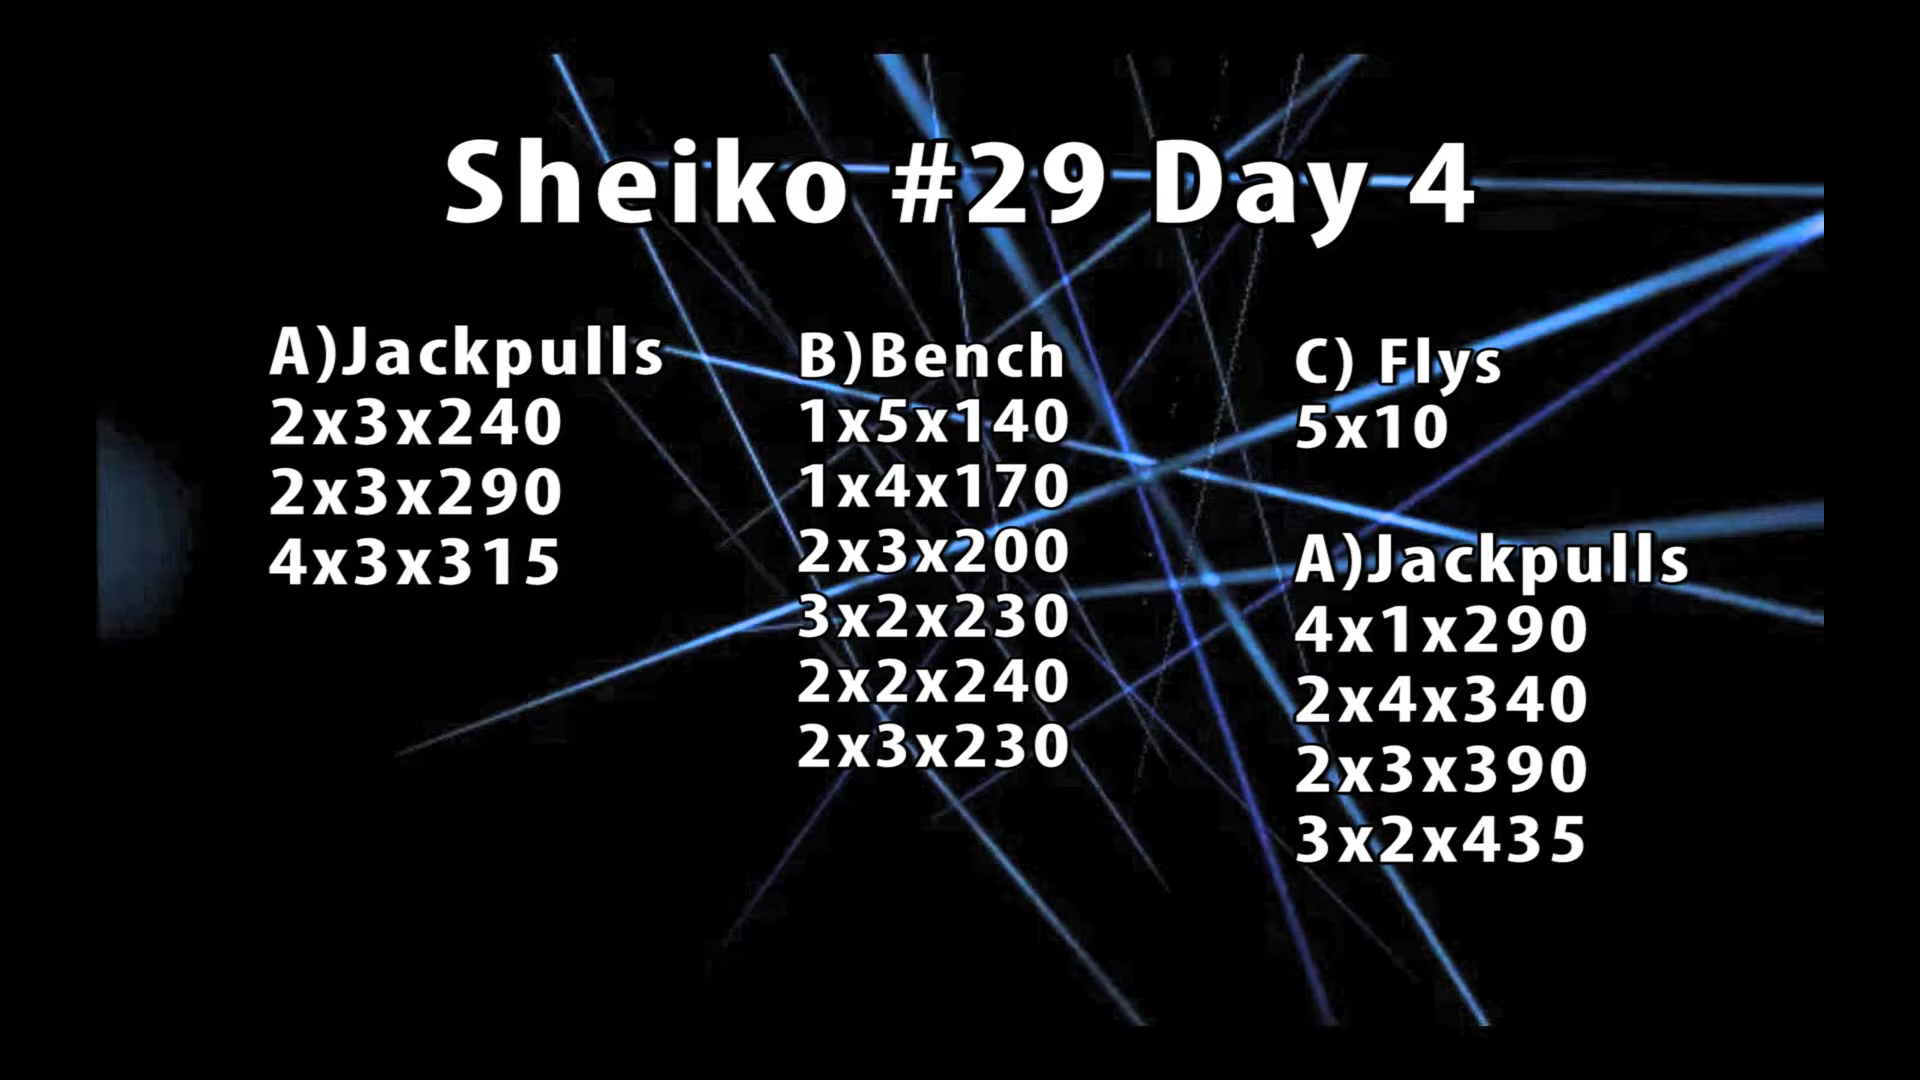 Sheiko #29 Day 4
A)Jackpulls
2x3x240
2x3x290
4x3x315
B)Bench
1x5x140
1x4x170
2x3x200
3x2x230
2x2x240
2x3x230
C) Flys
5x10
A)Jackpulls
4x1x290
2x4x340
2x3x390
3x2x435